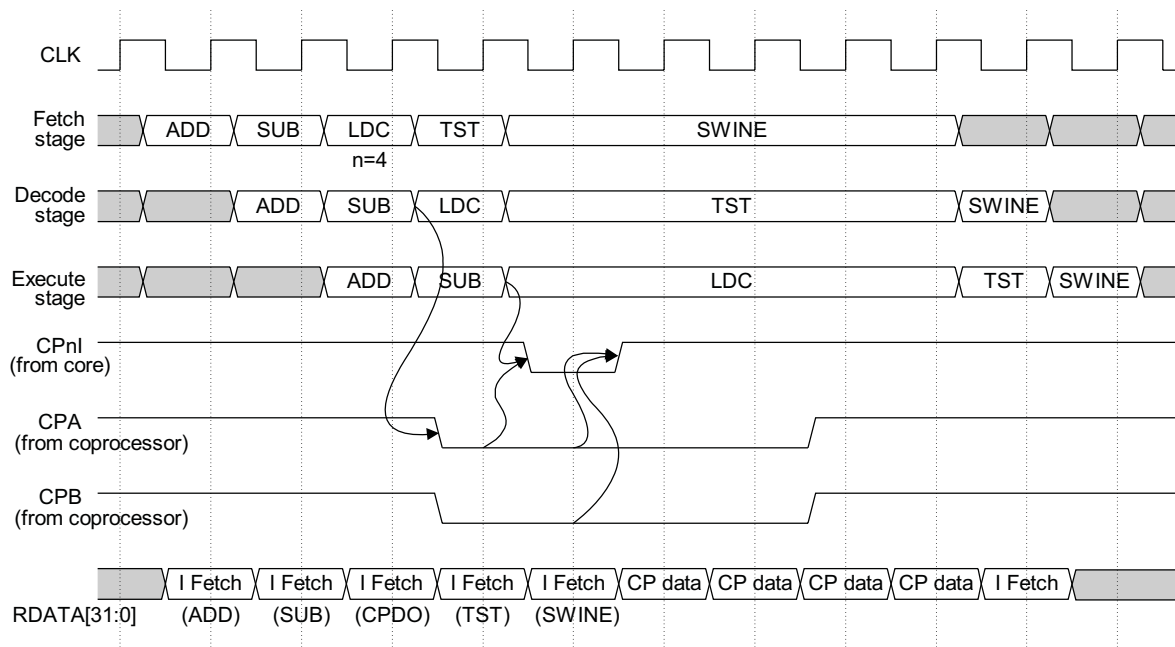 CLK
Fetch
stage
ADD SUB LDC TST SWINE
n=4
Decode
stage
ADD SUB LDC TST SWINE
Execute
stage
ADD SUB LDC TST SWINE
CPnI
(from core)
CPA
(from coprocessor)
CPB
(from coprocessor)
I Fetch I Fetch I Fetch I Fetch I Fetch CP data CP data CP data CP data I Fetch
RDATA[31:0] (ADD) (SUB) (CPDO) (TST) (SWINE)